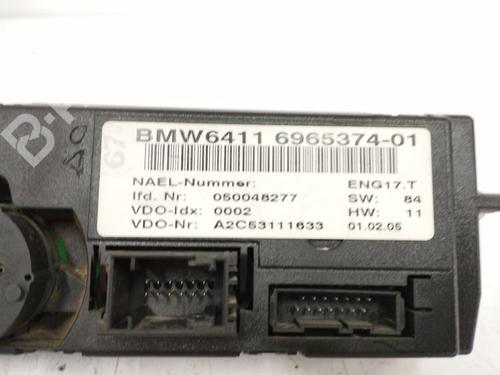 BMW6411 6965374-01
NAEL-Nummer: ENG17.T
lfd. Nr: 050048277 SW: 84
VDO-Idx: 0002 HW: 11
VDO-Nr: A2C53111633 01.02.05